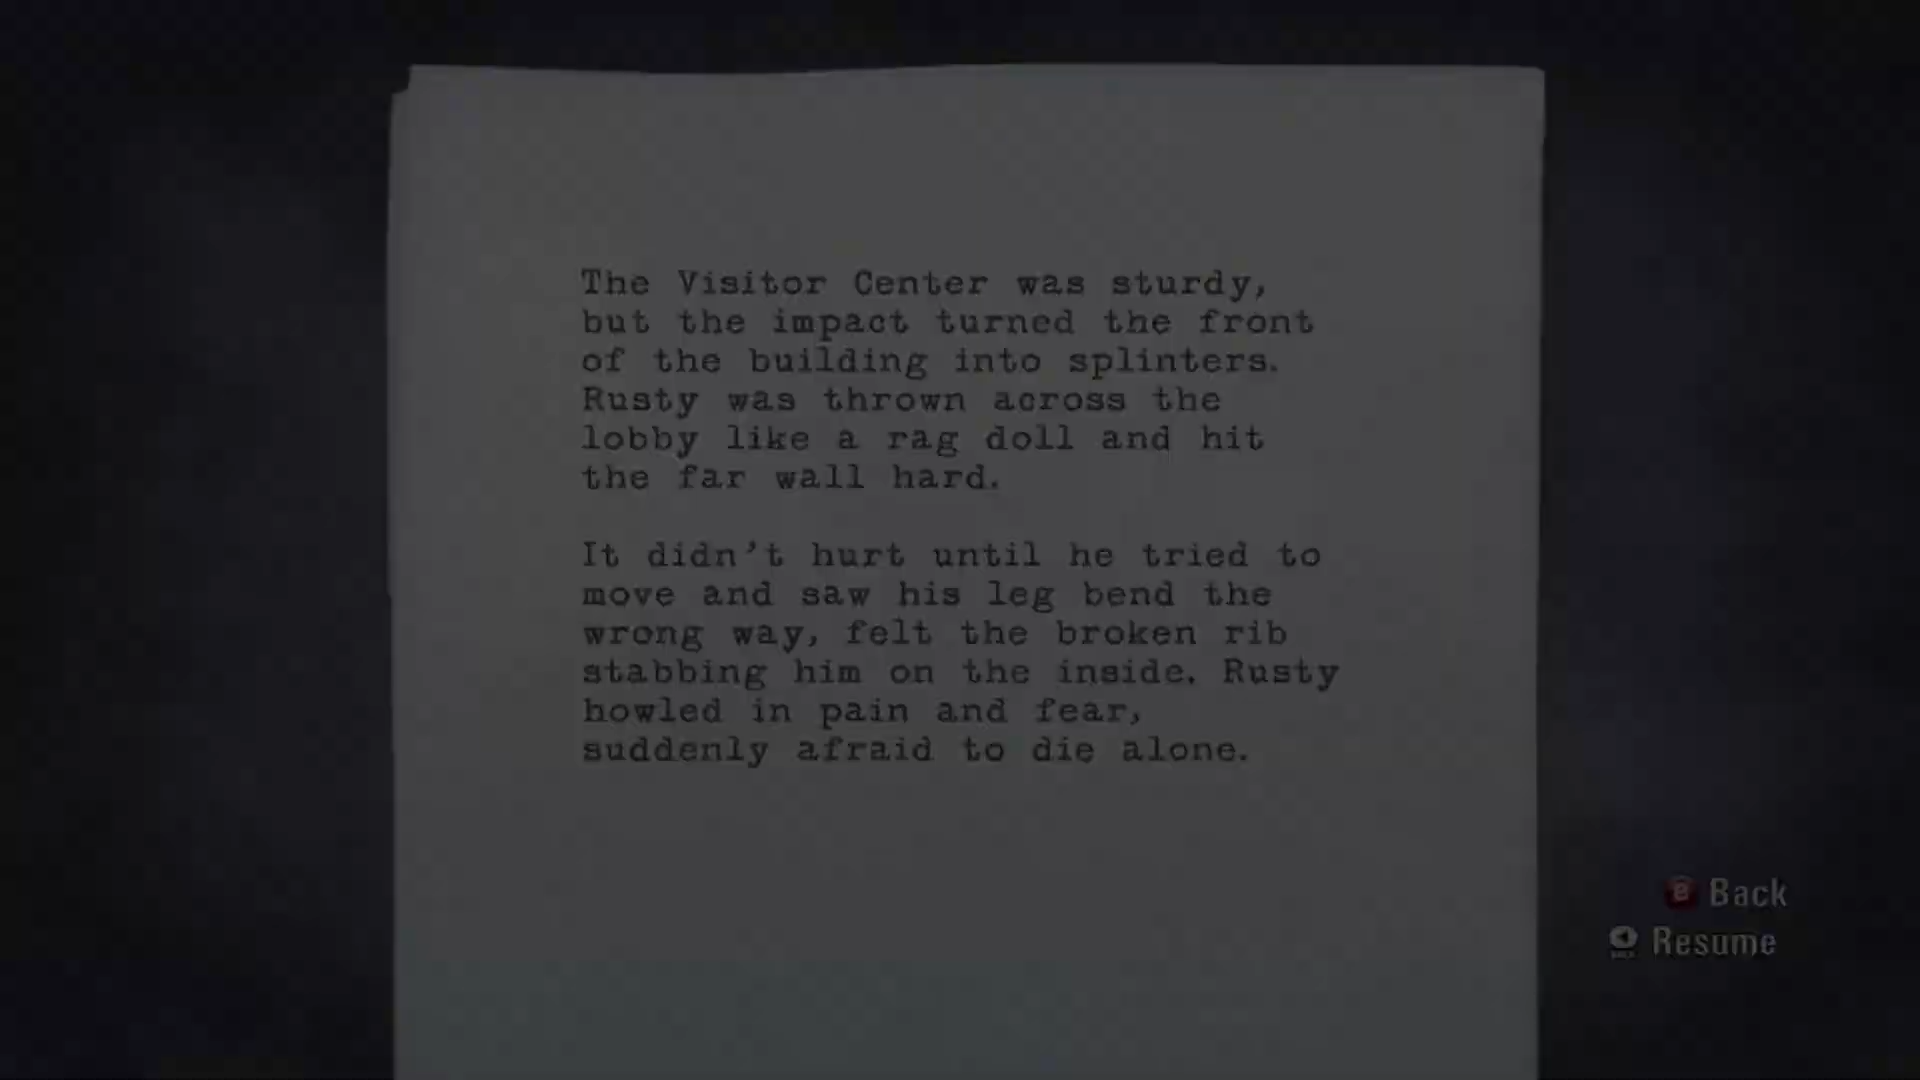 The Visitor Center was sturdy,
but the impact turned the front
of the building into splinters.
Rusty was thrown across the
lobby like a rag doll and hit
the far wall hard.
It didn't hurt until he tried to
move and saw his leg bend the
wrong way, felt the broken rib
stabbing him on the inside. Rusty
howled in pain and fear,
suddenly afraid to die alone.
B Back
BACK Resume